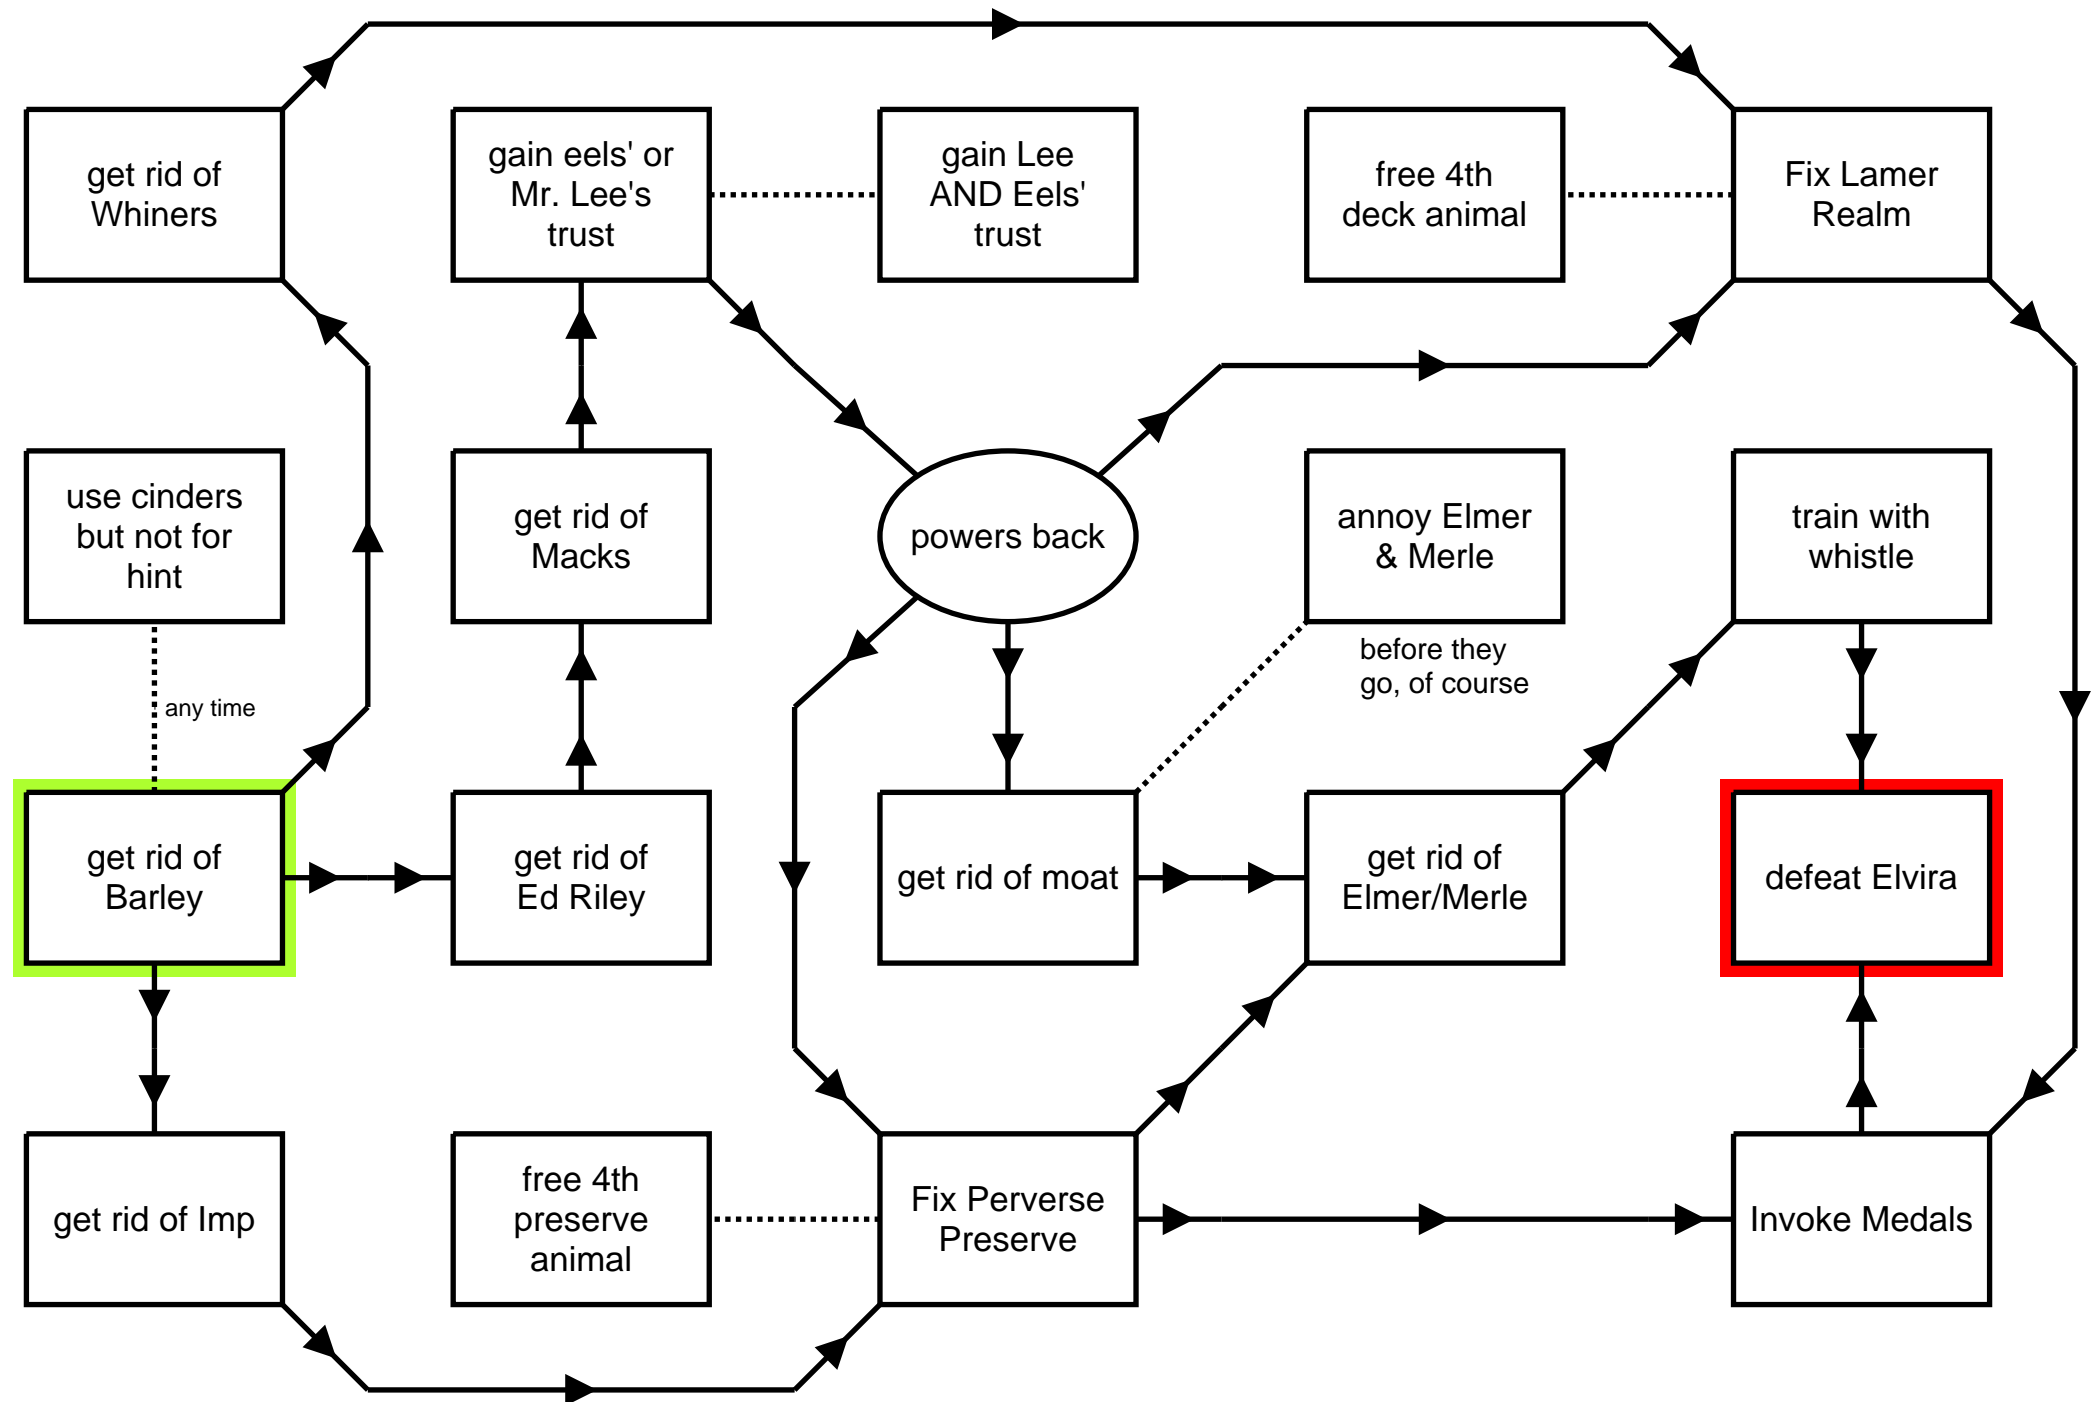 get rid of
Whiners
gain eels' or
Mr. Lee's
trust
gain Lee
AND Eels'
trust
free 4th
deck animal
Fix Lamer
Realm
use cinders
but not for
hint
get rid of
Macks
powers back
annoy Elmer
& Merle
train with
whistle
before they
go, of course
any time
get rid of
Barley
get rid of
Ed Riley
get rid of moat
get rid of
Elmer/Merle
defeat Elvira
get rid of Imp
free 4th
preserve
animal
Fix Perverse
Preserve
Invoke Medals